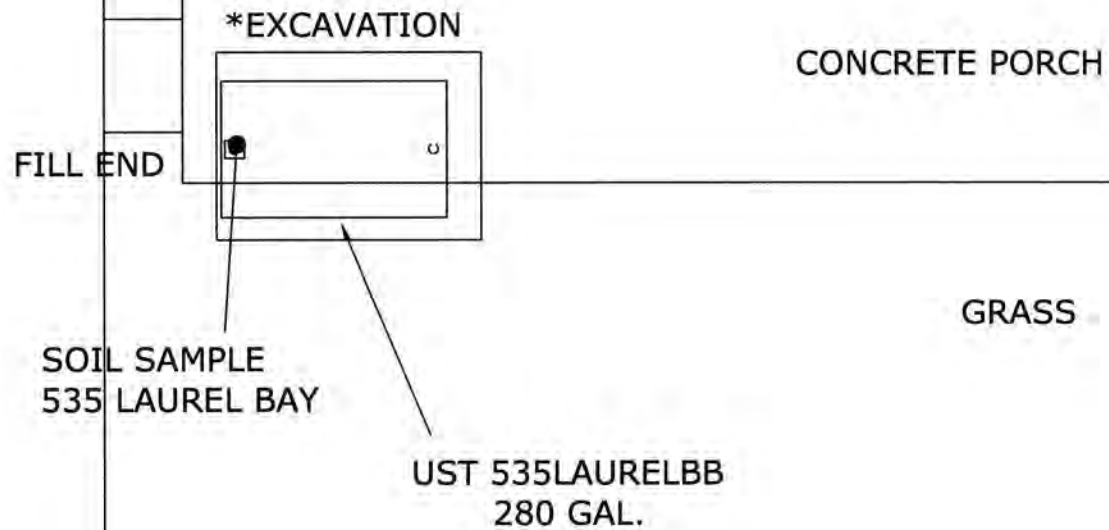 *EXCAVATION
CONCRETE PORCH
FILL END
C
GRASS
SOIL SAMPLE
535 LAUREL BAY
UST 535LAURELBB
280 GAL.